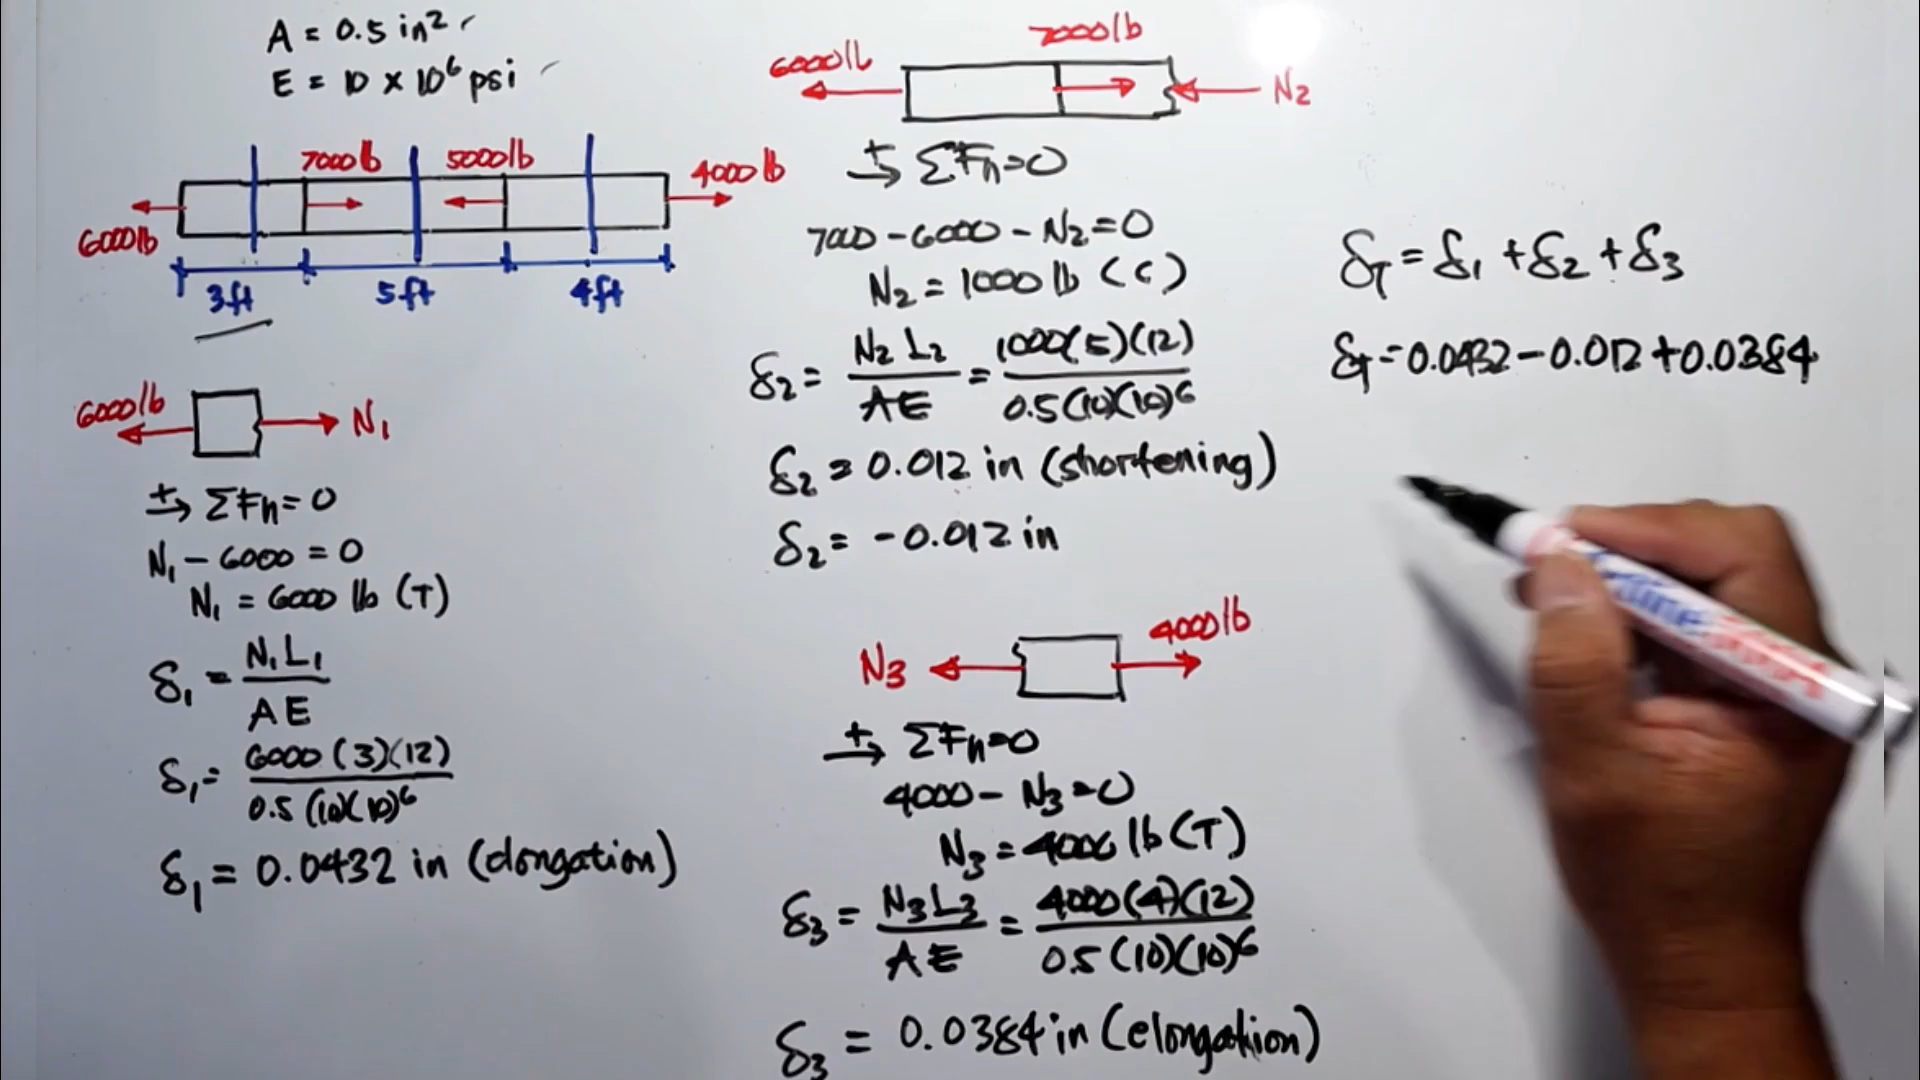 A = 0.5 in²
E = 10 x 10⁶ psi
7000 lb 5000 lb 4000 lb
6000 lb
3 ft 5 ft 4 ft
6000 lb N₁
+→ ΣFh = 0
N₁ - 6000 = 0
N₁ = 6000 lb (T)
δ₁ = N₁L₁ / AE
δ₁ = 6000 (3)(12) / 0.5 (10)(10)⁶
δ₁ = 0.0432 in (elongation)
7000 lb
6000 lb N₂
+→ ΣFh = 0
7000 - 6000 - N₂ = 0
N₂ = 1000 lb (C)
δ₂ = N₂L₂ / AE = 1000(5)(12) / 0.5(10)(10)⁶
δ₂ = 0.012 in (shortening)
δ₂ = -0.012 in
N₃ 4000 lb
+→ ΣFh = 0
4000 - N₃ = 0
N₃ = 4000 lb (T)
δ₃ = N₃L₃ / AE = 4000(4)(12) / 0.5(10)(10)⁶
δ₃ = 0.0384 in (elongation)
δT = δ₁ + δ₂ + δ₃
δT = 0.0432 - 0.012 + 0.0384